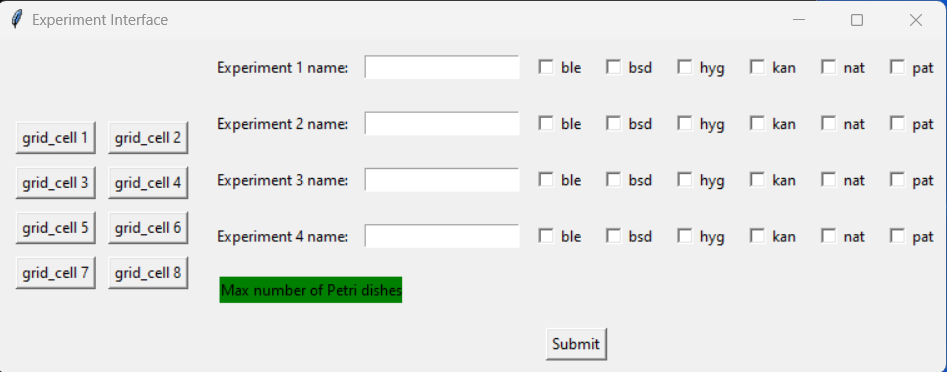 Experiment Interface
Experiment 1 name: ble bsd hyg kan nat pat
Experiment 2 name: ble bsd hyg kan nat pat
grid_cell 1 grid_cell 2
Experiment 3 name: ble bsd hyg kan nat pat
grid_cell 3 grid_cell 4
grid_cell 5 grid_cell 6
Experiment 4 name: ble bsd hyg kan nat pat
grid_cell 7 grid_cell 8
Max number of Petri dishes
Submit